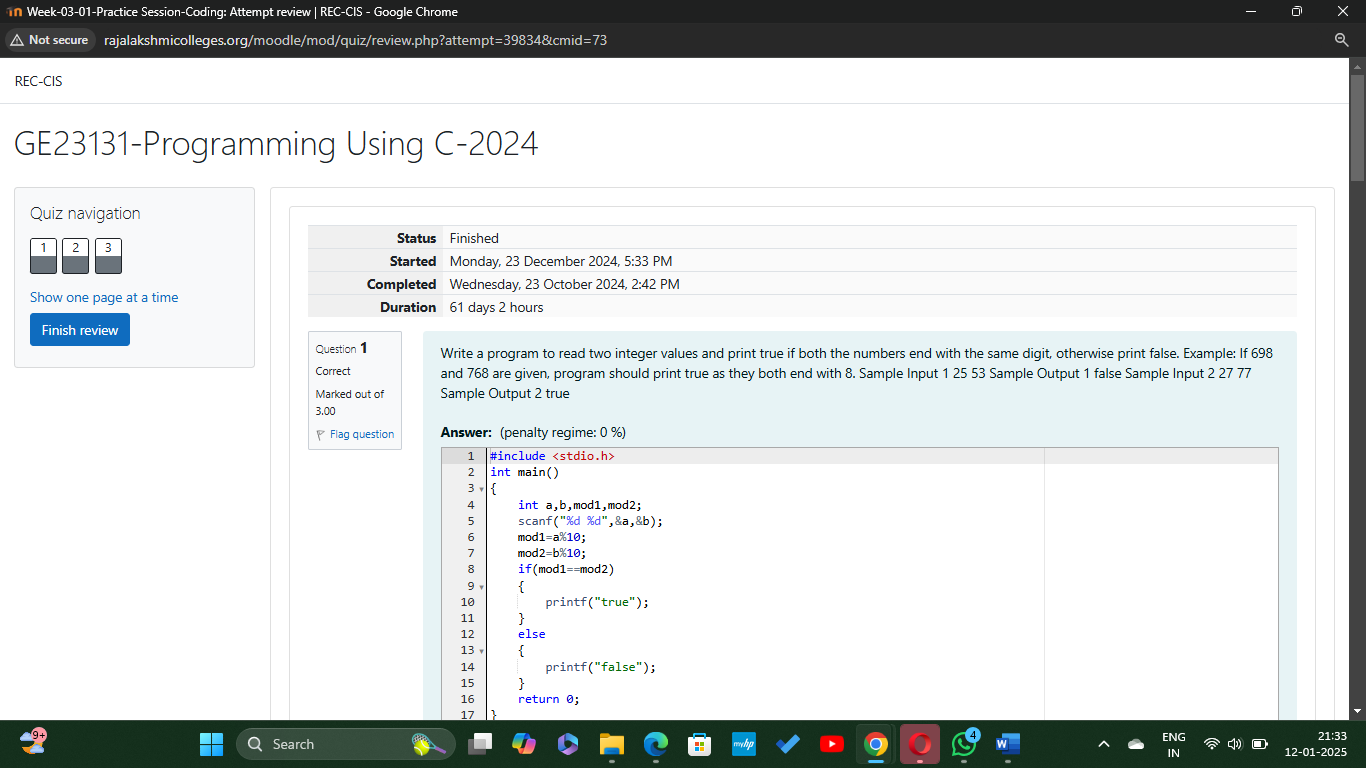 Week-03-01-Practice Session-Coding: Attempt review | REC-CIS - Google Chrome
Not secure rajalakshmicolleges.org/moodle/mod/quiz/review.php?attempt=39834&cmid=73
REC-CIS
GE23131-Programming Using C-2024
Quiz navigation
1 2 3
Show one page at a time
Finish review
Status Finished
Started Monday, 23 December 2024, 5:33 PM
Completed Wednesday, 23 October 2024, 2:42 PM
Duration 61 days 2 hours
Question 1
Correct
Marked out of
3.00
Flag question
Write a program to read two integer values and print true if both the numbers end with the same digit, otherwise print false. Example: If 698
and 768 are given, program should print true as they both end with 8. Sample Input 1 25 53 Sample Output 1 false Sample Input 2 27 77
Sample Output 2 true
Answer: (penalty regime: 0 %)
1 #include <stdio.h>
2 int main()
3 {
4 int a,b,mod1,mod2;
5 scanf("%d %d",&a,&b);
6 mod1=a%10;
7 mod2=b%10;
8 if(mod1==mod2)
9 {
10 printf("true");
11 }
12 else
13 {
14 printf("false");
15 }
16 return 0;
17 }
9+
Search
myhp
4
W
ENG
IN
21:33
12-01-2025